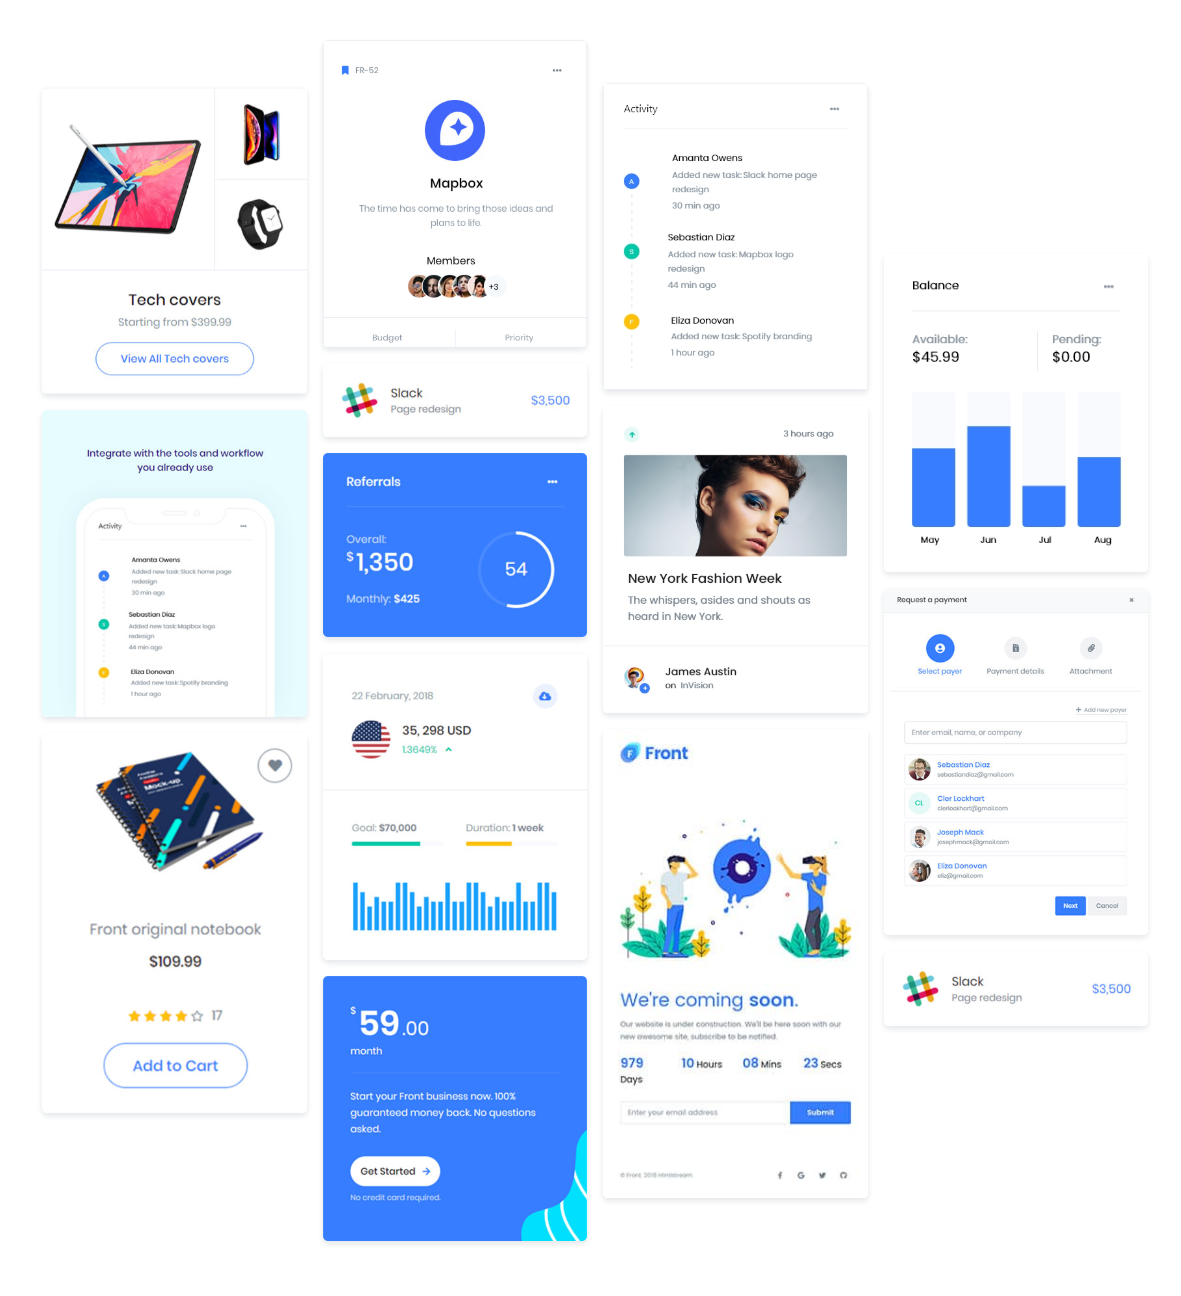 Tech covers
Starting from $399.99
View All Tech covers
Integrate with the tools and workflow
you already use
Activity
Amanta Owens
Added new task: Slack home page
redesign
30 min ago
Sebastian Diaz
Added new task: Mapbox logo
redesign
44 min ago
Eliza Donovan
Added new task: Spotify branding
1 hour ago
Mock-up
Front original notebook
$109.99
17
Add to Cart
FR-52
Mapbox
The time has come to bring those ideas and
plans to life.
Members
+3
Budget
Priority
Slack
Page redesign
$3,500
Referrals
Overall:
$1,350
54
Monthly: $425
22 February, 2018
35, 298 USD
1.3649%
Goal: $70,000
Duration: 1 week
$59.00
month
Start your Front business now. 100%
guaranteed money back. No questions
asked.
Get Started
No credit card required.
Activity
Amanta Owens
A
Added new task: Slack home page
redesign
30 min ago
Sebastian Diaz
S
Added new task: Mapbox logo
redesign
44 min ago
Eliza Donovan
Added new task: Spotify branding
1 hour ago
3 hours ago
New York Fashion Week
The whispers, asides and shouts as
heard in New York.
James Austin
on InVision
F Front
We're coming soon.
Our website is under construction. We'll be here soon with our
new awesome site, subscribe to be notified.
979 Days
10 Hours
08 Mins
23 Secs
Enter your email address
Submit
© Front. 2018 Htmlstream.
Balance
Available:
$45.99
Pending:
$0.00
May
Jun
Jul
Aug
Request a payment
Select payer
Payment details
Attachment
+ Add new payer
Enter email, name, or company
Sebastian Diaz
sebastiandiaz@gmail.com
CL
Cler Lockhart
clerlockhart@gmail.com
Joseph Mack
josephmack@gmail.com
Eliza Donovan
eliz@gmail.com
Next
Cancel
Slack
Page redesign
$3,500